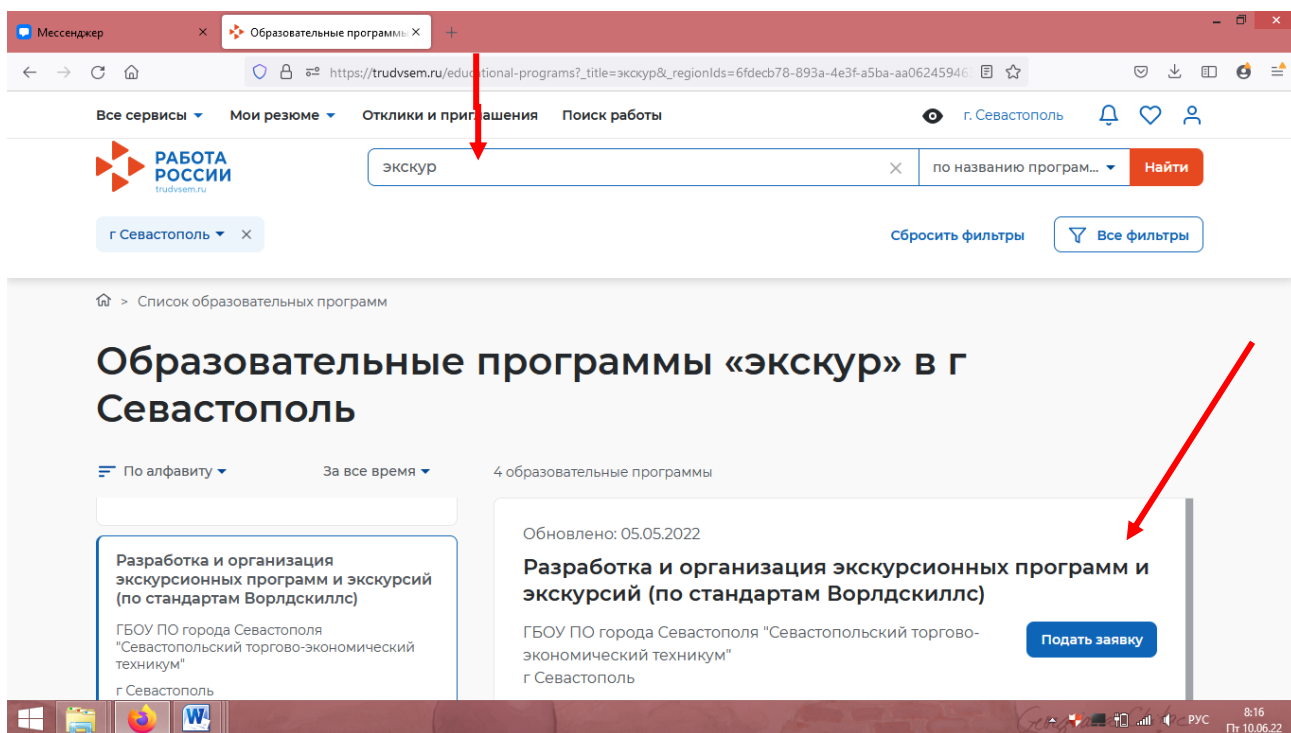 Мессенджер
Образовательные программы
https://trudvsem.ru/educational-programs?_title=экскур&_regionIds=6fdecb78-893a-4e3f-a5ba-aa062459463
Все сервисы Мои резюме Отклики и приглашения Поиск работы г. Севастополь
РАБОТА
РОССИИ
trudvsem.ru
экскур по названию програм... Найти
г Севастополь Сбросить фильтры Все фильтры
> Список образовательных программ
Образовательные программы «экскур» в г
Севастополь
По алфавиту За все время 4 образовательные программы
Разработка и организация
экскурсионных программ и экскурсий
(по стандартам Ворлдскиллс)
ГБОУ ПО города Севастополя
"Севастопольский торгово-экономический
техникум"
г Севастополь
Обновлено: 05.05.2022
Разработка и организация экскурсионных программ и
экскурсий (по стандартам Ворлдскиллс)
ГБОУ ПО города Севастополя "Севастопольский торгово-
экономический техникум"
г Севастополь
Подать заявку
РУС
8:16
Пт 10.06.22